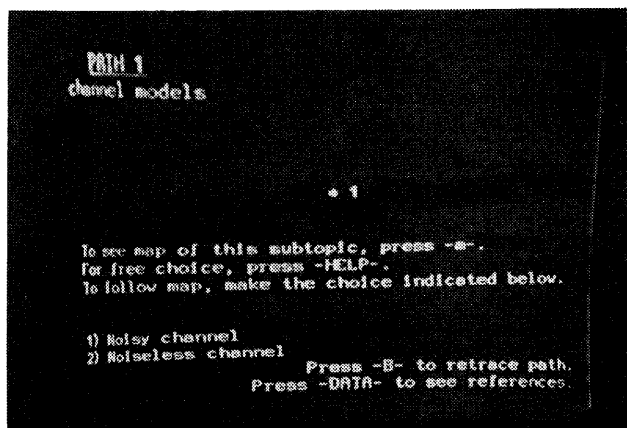 PATH 1
channel models
● 1
To see map of this subtopic, press -m-.
For free choice, press -HELP-.
To follow map, make the choice indicated below.
1) Noisy channel
2) Noiseless channel
Press -B- to retrace path.
Press -DATA- to see references.